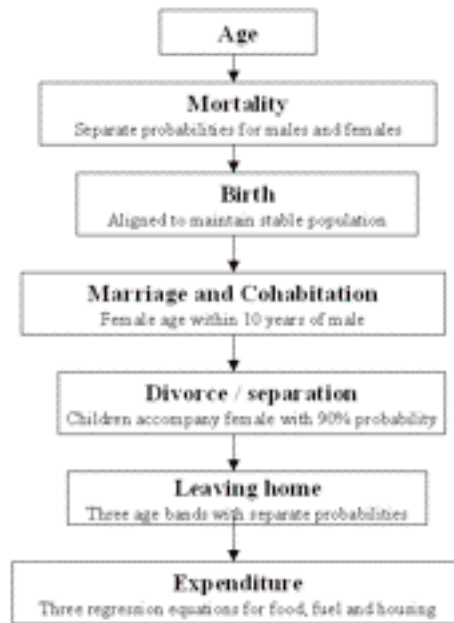 Age
Mortality
Separate probabilities for males and females
Birth
Aligned to maintain stable population
Marriage and Cohabitation
Female age within 10 years of male
Divorce / separation
Children accompany female with 90% probability
Leaving home
Three age bands with separate probabilities
Expenditure
Three regression equations for food, fuel and housing